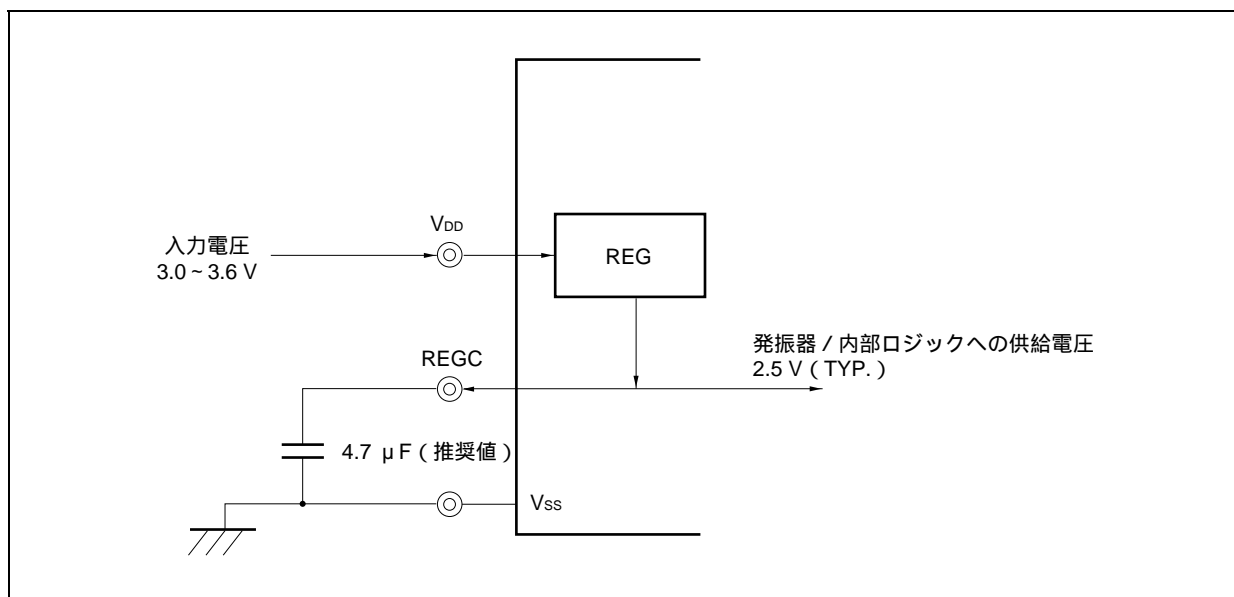 VDD
入力電圧
3.0 ~ 3.6 V
REG
REGC
発振器 / 内部ロジックへの供給電圧
2.5 V ( TYP. )
4.7 μF ( 推奨値 )
VSS